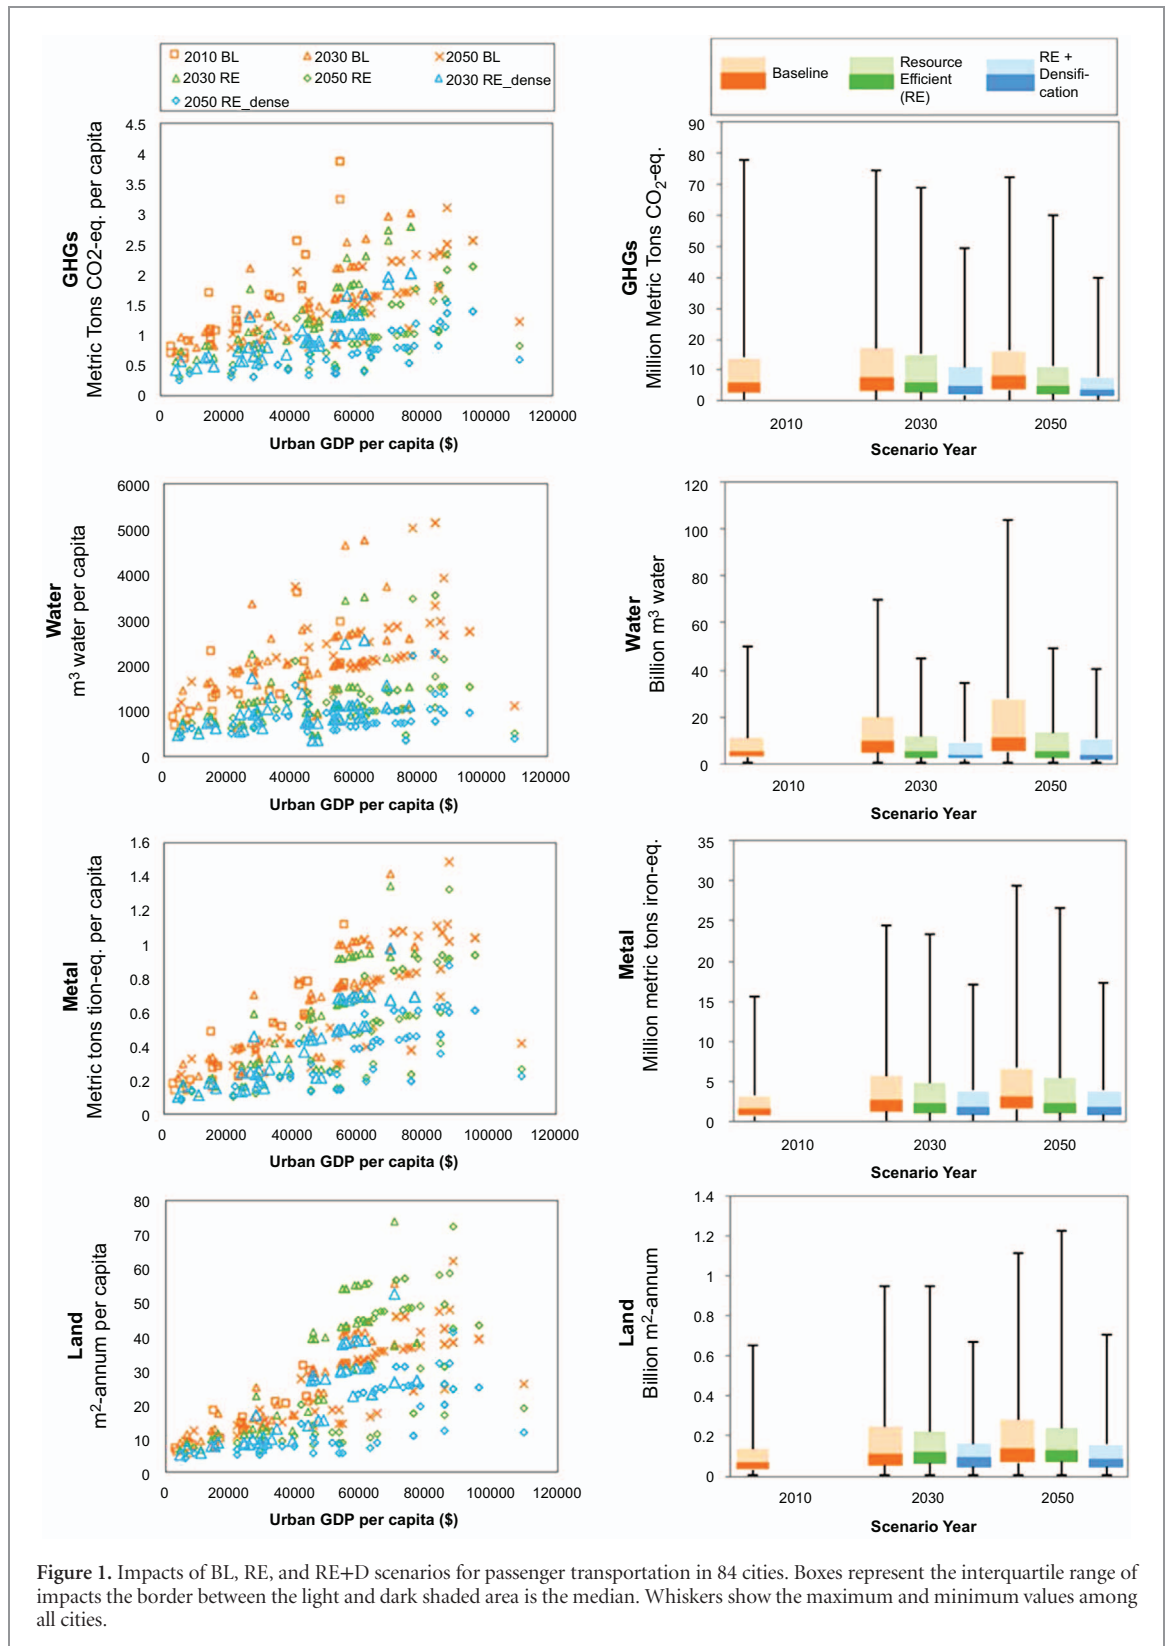 2010 BL
2030 BL
2050 BL
2030 RE
2050 RE
2030 RE_dense
2050 RE_dense
Baseline
Resource
Efficient
(RE)
RE +
Densifi-
cation
GHGs
Metric Tons CO2-eq. per capita
4.5
4
3.5
3
2.5
2
1.5
1
0.5
0
0 20000 40000 60000 80000 100000 120000
Urban GDP per capita ($)
GHGs
Million Metric Tons CO2-eq.
90
80
70
60
50
40
30
20
10
0
2010 2030 2050
Scenario Year
Water
m3 water per capita
6000
5000
4000
3000
2000
1000
0
0 20000 40000 60000 80000 100000 120000
Urban GDP per capita ($)
Water
Billion m3 water
120
100
80
60
40
20
0
2010 2030 2050
Scenario Year
Metal
Metric tons tion-eq. per capita
1.6
1.4
1.2
1
0.8
0.6
0.4
0.2
0
0 20000 40000 60000 80000 100000 120000
Urban GDP per capita ($)
Metal
Million metric tons iron-eq.
35
30
25
20
15
10
5
0
2010 2030 2050
Scenario Year
Land
m2-annum per capita
80
70
60
50
40
30
20
10
0
0 20000 40000 60000 80000 100000 120000
Urban GDP per capita ($)
Land
Billion m2-annum
1.4
1.2
1
0.8
0.6
0.4
0.2
0
2010 2030 2050
Scenario Year
Figure 1. Impacts of BL, RE, and RE+D scenarios for passenger transportation in 84 cities. Boxes represent the interquartile range of
impacts the border between the light and dark shaded area is the median. Whiskers show the maximum and minimum values among
all cities.